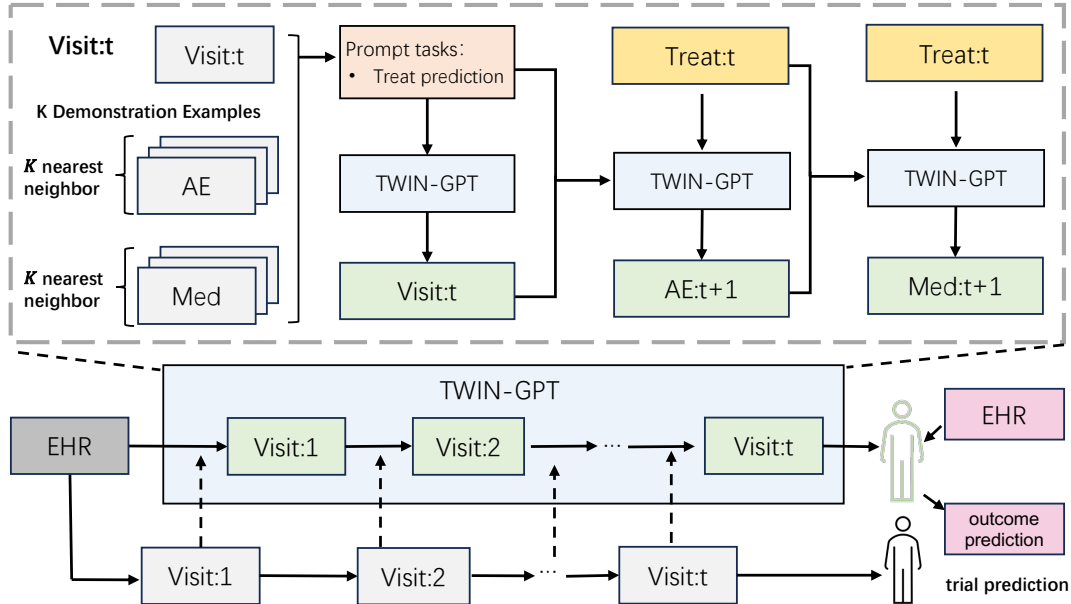 Visit:t
Visit:t
K Demonstration Examples
K nearest
neighbor
AE
K nearest
neighbor
Med
Prompt tasks:
• Treat prediction
TWIN-GPT
Visit:t
Treat:t
TWIN-GPT
AE:t+1
Treat:t
TWIN-GPT
Med:t+1
TWIN-GPT
EHR
Visit:1
Visit:2
...
Visit:t
EHR
outcome
prediction
Visit:1
Visit:2
...
Visit:t
trial prediction